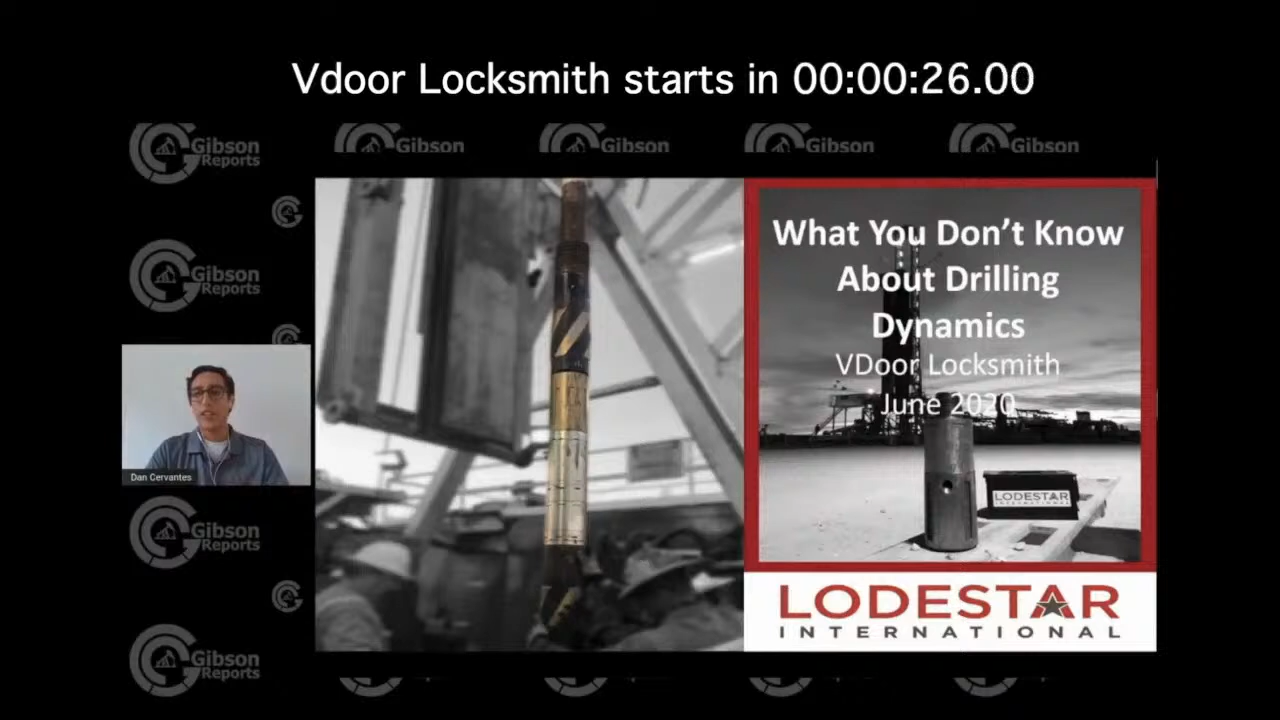 Vdoor Locksmith starts in 00:00:26.00
Gibson
Reports
Gibson
Gibson
Gibson
Gibson
Gibson
Reports
What You Don't Know
About Drilling
Dynamics
VDoor Locksmith
June 2020
Dan Cervantes
LODESTAR
INTERNATIONAL
Gibson
Reports
LODESTAR
INTERNATIONAL
Gibson
Reports